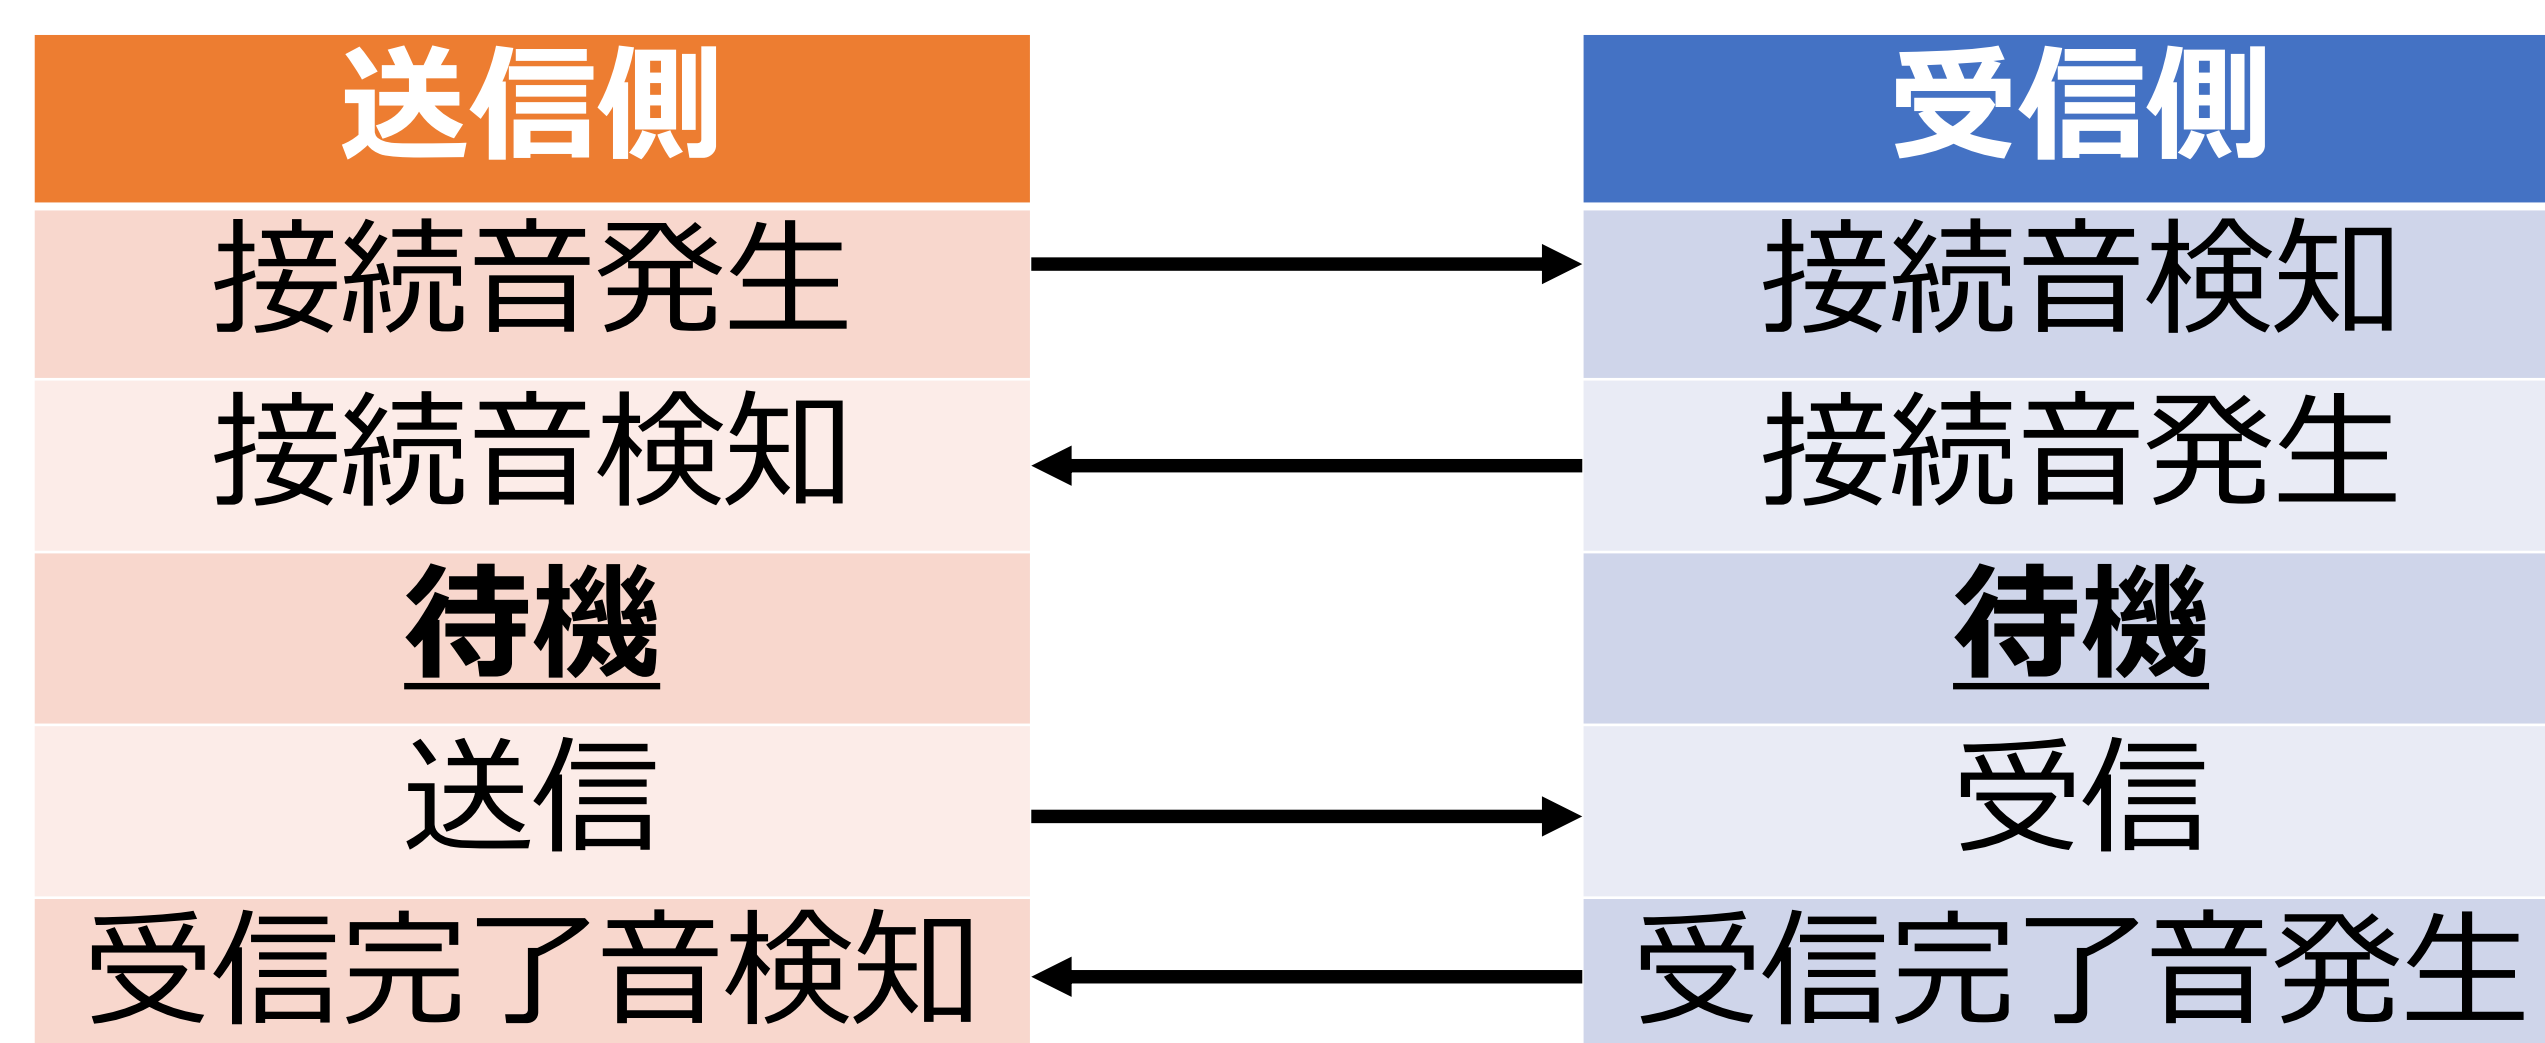 送信側 受信側
接続音発生 接続音検知
接続音検知 接続音発生
待機 待機
送信 受信
受信完了音検知 受信完了音発生